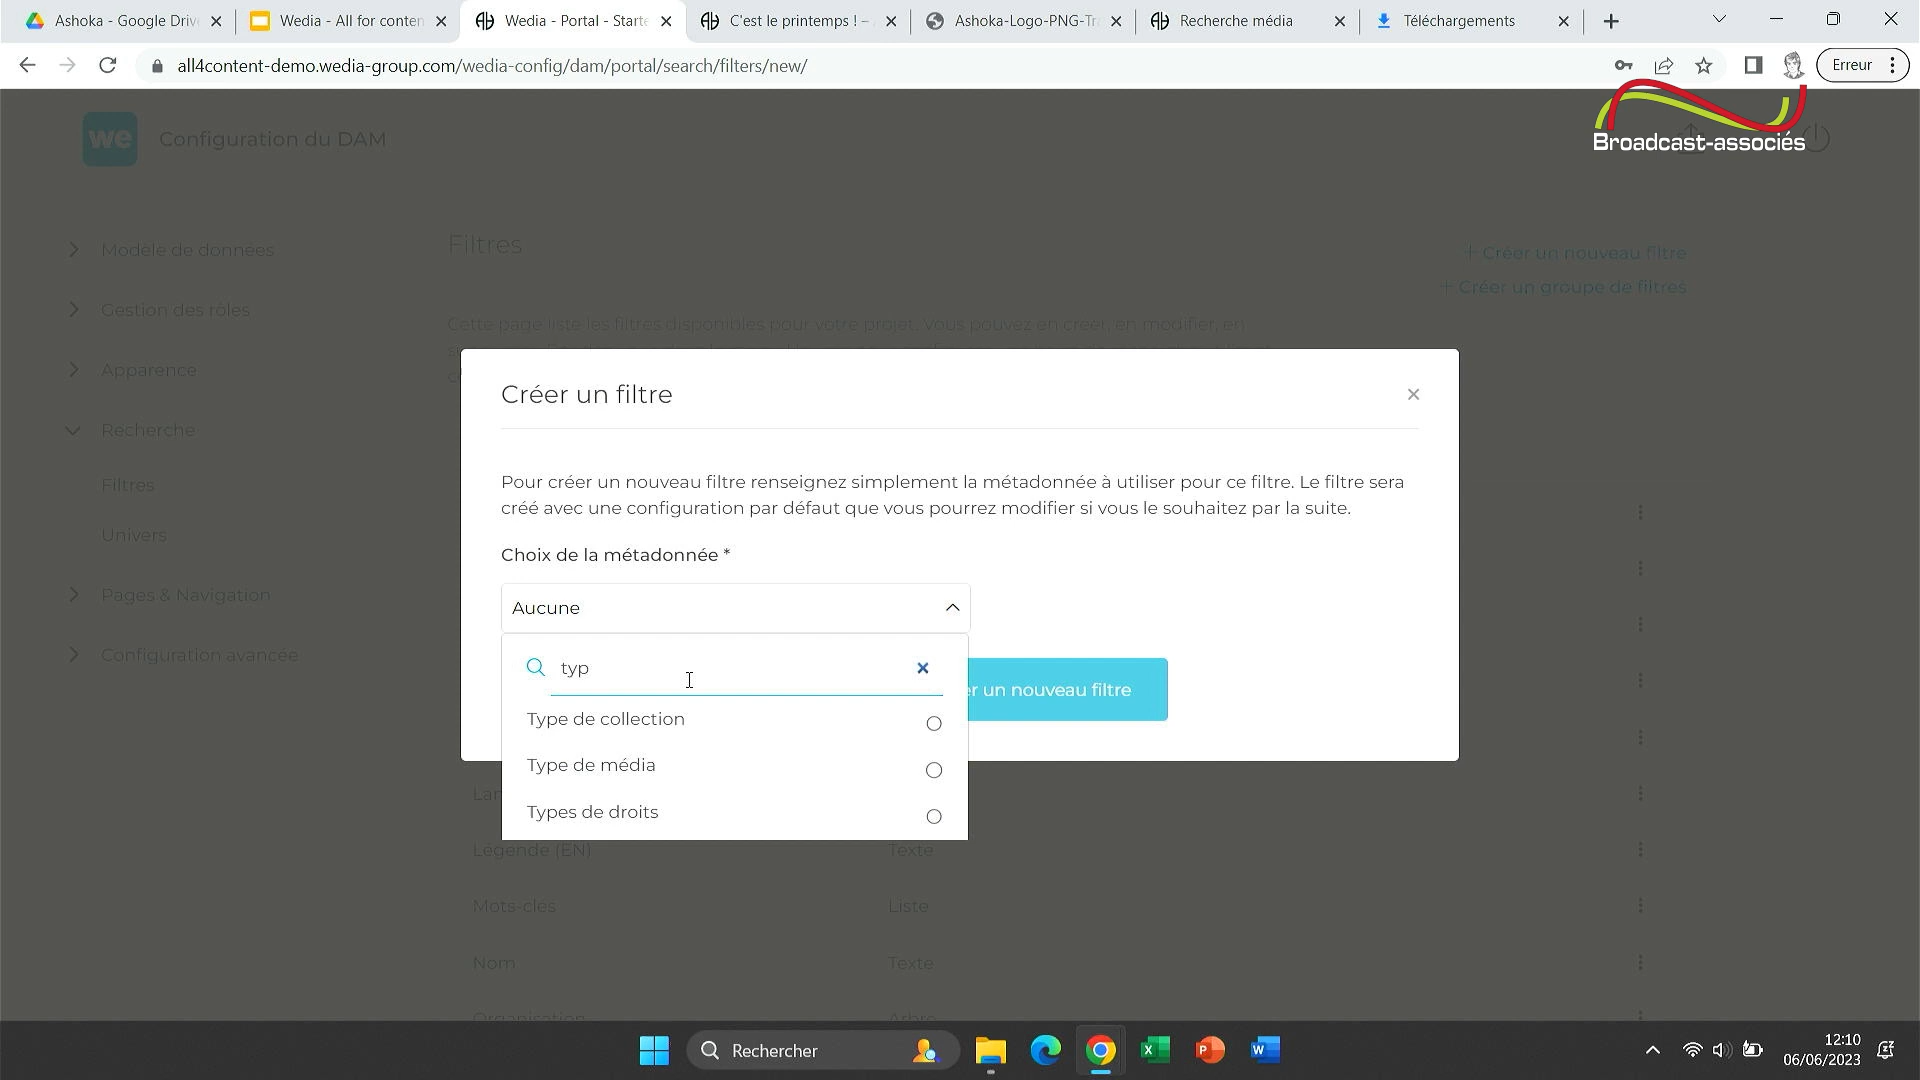 Ashoka - Google Driv
Wedia - All for conten
Wedia - Portal - Starte
C'est le printemps ! –
Ashoka-Logo-PNG-Tr
Recherche média
Téléchargements
all4content-demo.wedia-group.com/wedia-config/dam/portal/search/filters/new/
Erreur
we
Configuration du DAM
Broadcast-associés
Modèle de données
Gestion des rôles
Apparence
Recherche
Filtres
Univers
Pages & Navigation
Configuration avancée
Filtres
+ Créer un nouveau filtre
+ Créer un groupe de filtres
Cette page liste les filtres disponibles pour votre projet. Vous pouvez en créer, en modifier, en
Créer un filtre
Pour créer un nouveau filtre renseignez simplement la métadonnée à utiliser pour ce filtre. Le filtre sera
créé avec une configuration par défaut que vous pourrez modifier si vous le souhaitez par la suite.
Choix de la métadonnée *
Aucune
typ
Type de collection
Type de média
Types de droits
er un nouveau filtre
Lan
Légende (EN) Texte
Mots-clés Liste
Nom Texte
Organisation Arbre
Rechercher
12:10
06/06/2023